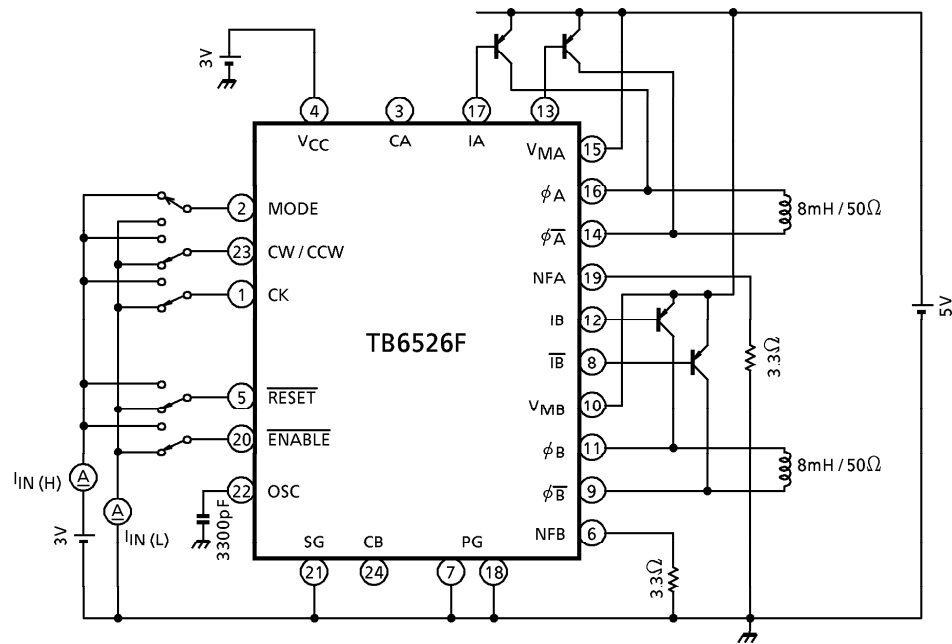 3V
4
3
17
13
VCC
CA
IA
VMA
15
2
MODE
ϕA
16
8mH / 50Ω
23
CW / CCW
ϕA̅
14
1
CK
NFA
19
5V
IB
12
TB6526F
3.3Ω
I̅B̅
8
5
R̅E̅S̅E̅T̅
VMB
10
20
E̅N̅A̅B̅L̅E̅
ϕB
11
8mH / 50Ω
IIN (H)
A
22
OSC
ϕB̅
9
A
3V
IIN (L)
3300pF
SG
CB
PG
NFB
6
21
24
7
18
3.3Ω